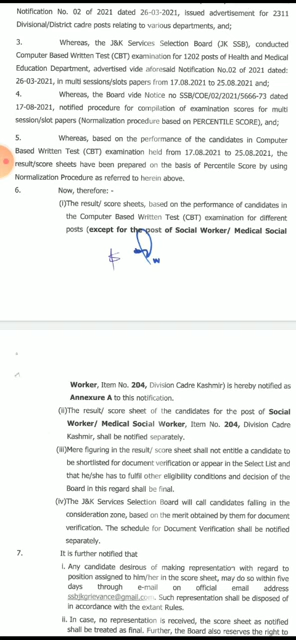 Notification No. 02 of 2021 dated 26-03-2021, issued advertisement for 2311
Divisional/District cadre posts relating to various departments, and;
3. Whereas, the J&K Services Selection Board (JK SSB), conducted
Computer Based Written Test (CBT) examination for 1202 posts of Health and Medical
Education Department, advertised vide aforesaid Notification No.02 of 2021 dated:
26-03-2021, in multi sessions/slots papers from 17.08.2021 to 25.08.2021 and;
4. Whereas, the Board vide Notice no SSB/COE/02/2021/5666-73 dated
17-08-2021, notified procedure for compilation of examination scores for multi
session/slot papers (Normalization procedure based on PERCENTILE SCORE), and;
5. Whereas, based on the performance of the candidates in Computer
Based Written Test (CBT) examination held from 17.08.2021 to 25.08.2021, the
result/score sheets have been prepared on the basis of Percentile Score by using
Normalization Procedure as referred to herein above.
6. Now, therefore: -
(i)The result/ score sheets, based on the performance of candidates in
the Computer Based Written Test (CBT) examination for different
posts (except for the post of Social Worker/ Medical Social
Worker, Item No. 204, Division Cadre Kashmir) is hereby notified as
Annexure A to this notification.
(ii)The result/ score sheet of the candidates for the post of Social
Worker/ Medical Social Worker, Item No. 204, Division Cadre
Kashmir, shall be notified separately.
(iii)Mere figuring in the result/ score sheet shall not entitle a candidate to
be shortlisted for document verification or appear in the Select List and
that he/she has to fulfil other eligibility conditions and decision of the
Board in this regard shall be final.
(iv)The J&K Services Selection Board will call candidates falling in the
consideration zone, based on the merit obtained by them for document
verification. The schedule for Document Verification shall be notified
separately.
7. It is further notified that
i. Any candidate desirous of making representation with regard to
position assigned to him/her in the score sheet, may do so within five
days through e-mail on official email address
ssbjkgrievance@gmail.com. Such representation shall be disposed of
in accordance with the extant Rules.
ii. In case, no representation is received, the score sheet as notified
shall be treated as final. Further, the Board also reserves the right to